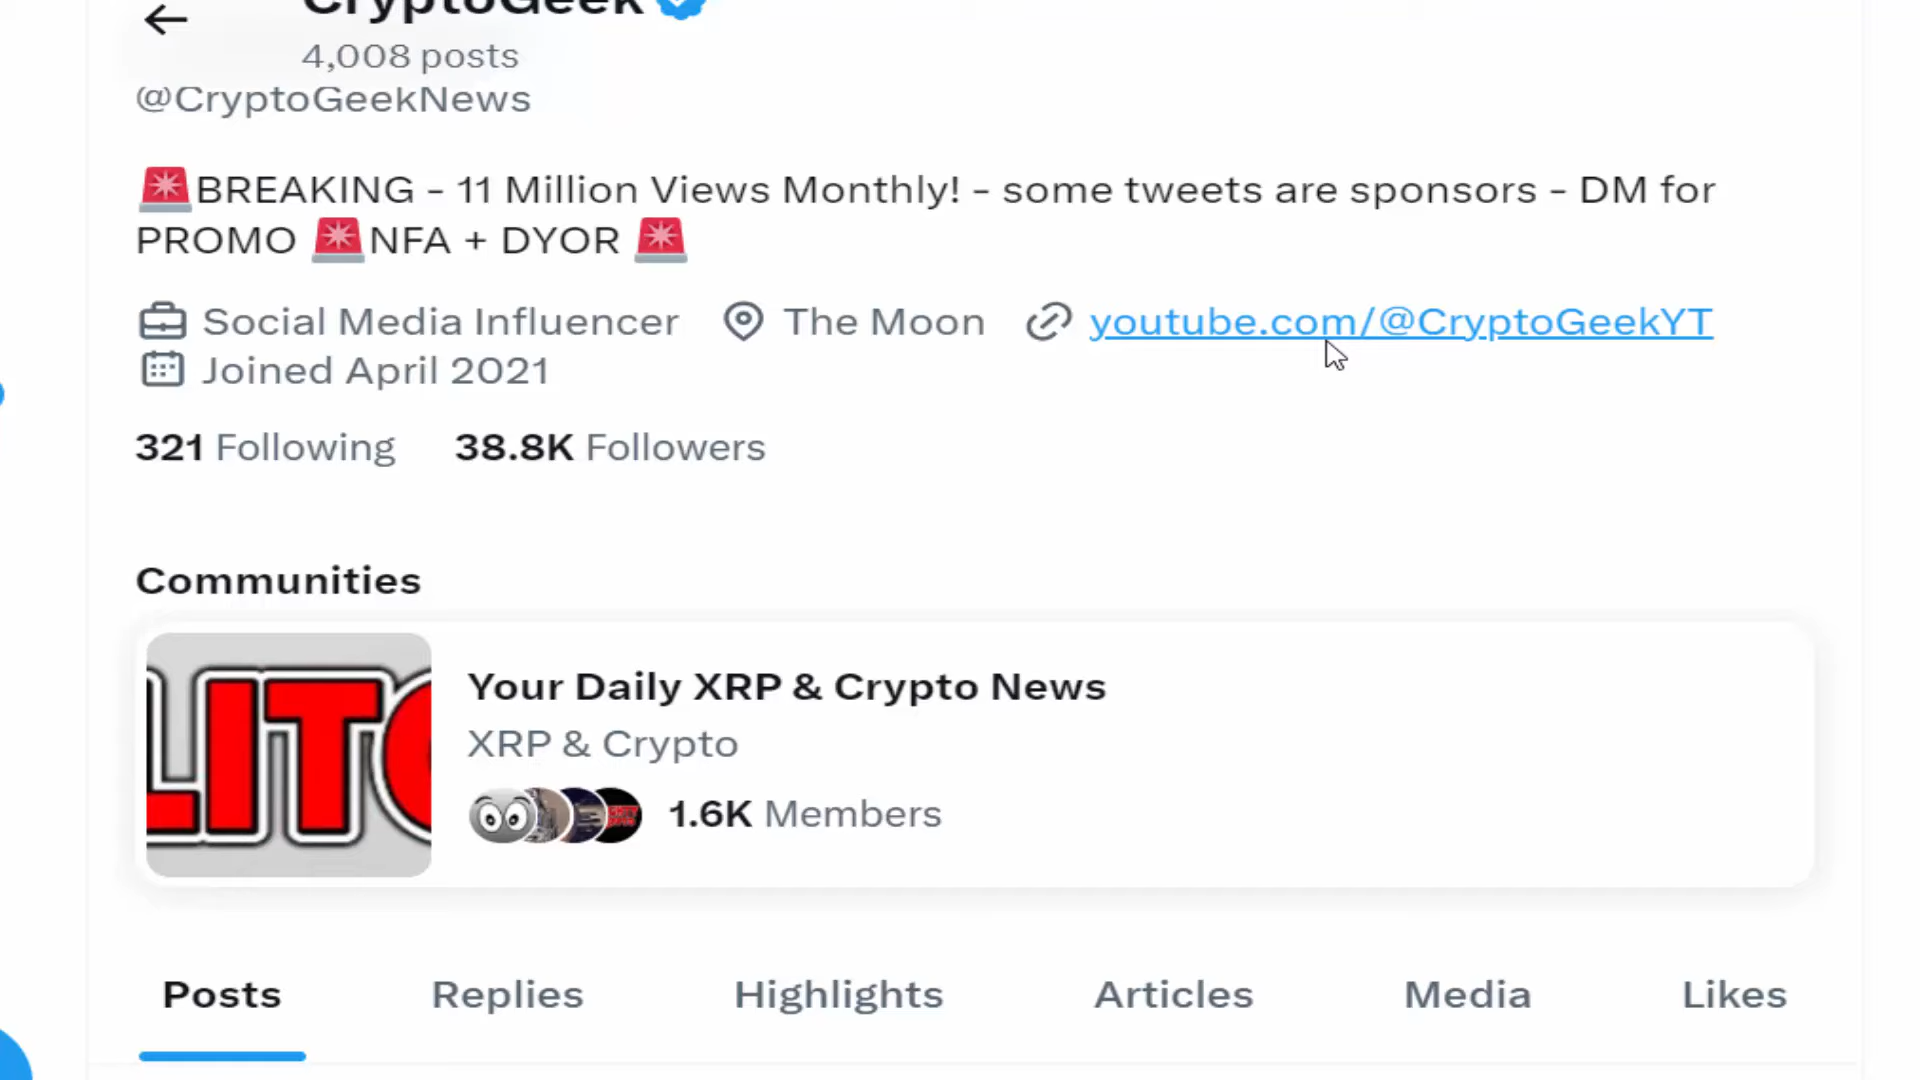 CryptoGeek
4,008 posts
@CryptoGeekNews
🚨BREAKING - 11 Million Views Monthly! - some tweets are sponsors - DM for
PROMO 🚨NFA + DYOR 🚨
Social Media Influencer The Moon youtube.com/@CryptoGeekYT
Joined April 2021
321 Following 38.8K Followers
Communities
LITC
Your Daily XRP & Crypto News
XRP & Crypto
1.6K Members
Posts Replies Highlights Articles Media Likes